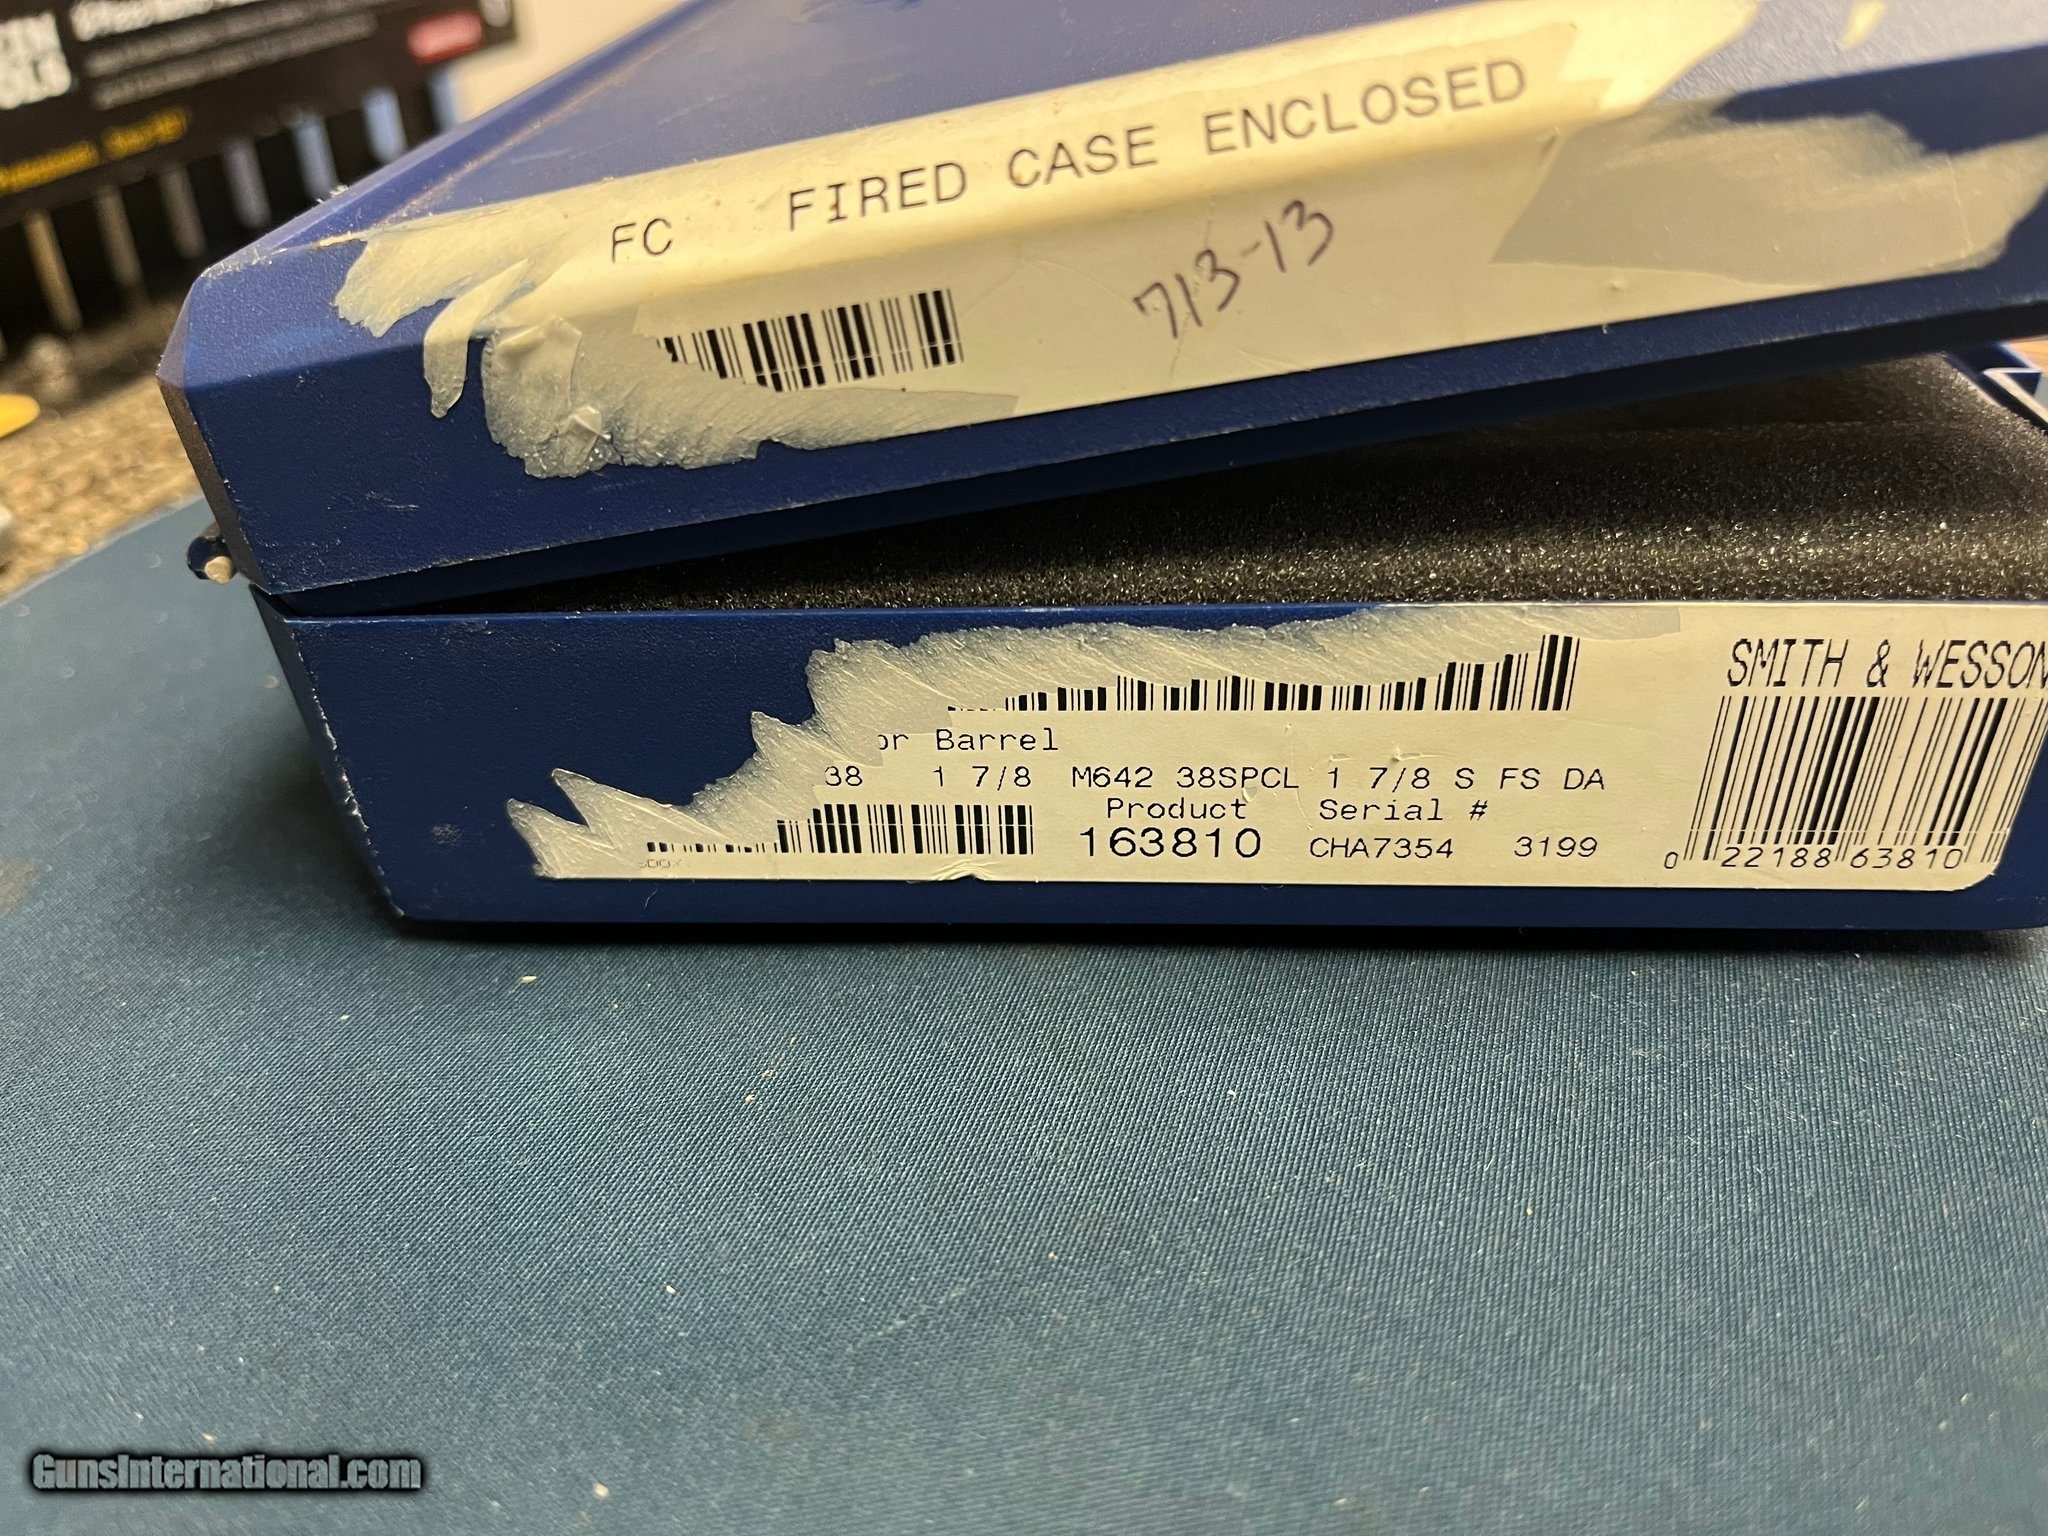 FC FIRED CASE ENCLOSED
713-13
SMITH & WESSON
or Barrel
38 1 7/8 M642 38SPCL 1 7/8 S FS DA
Product Serial #
163810 CHA7354 3199
0 22188 63810
GunsInternational.com